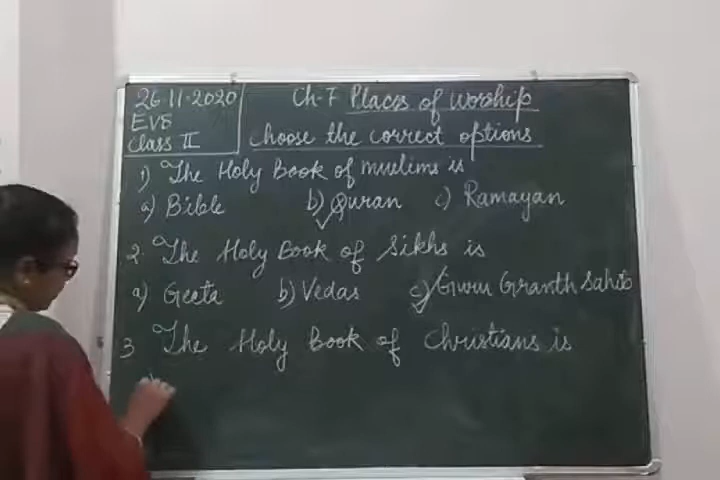 26.11.2020
EVS
Class II
Ch-7 Places of Worship
Choose the correct options
1) The Holy Book of muslims is
a) Bible b) Quran c) Ramayan
2. The Holy Book of Sikhs is
a) Geeta b) Vedas c) Guru Granth Sahib
3 The Holy Book of Christians is